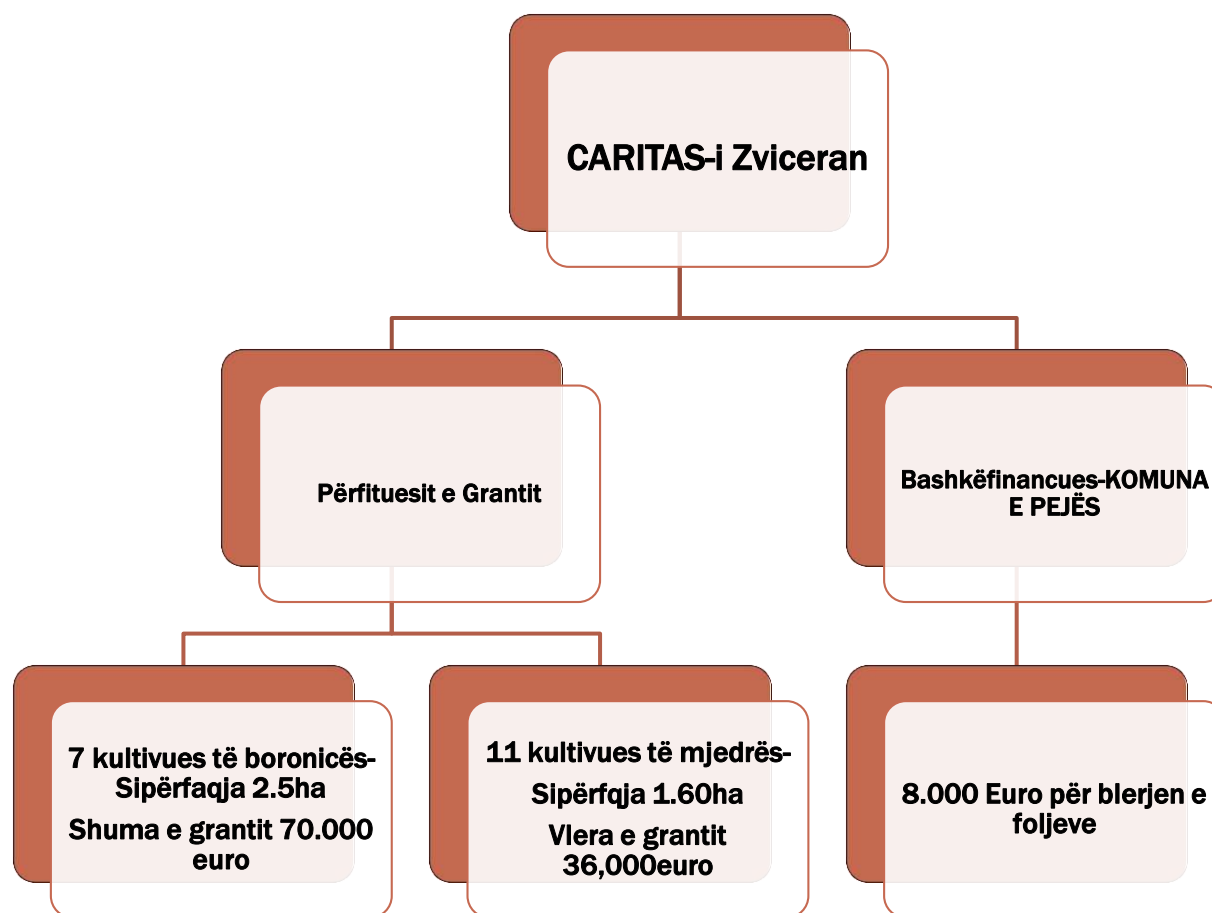 CARITAS-i Zviceran
Përfituesit e Grantit
Bashkëfinancues-KOMUNA
E PEJËS
7 kultivues të boronicës-
Sipërfaqja 2.5ha
Shuma e grantit 70.000
euro
11 kultivues të mjedrës-
Sipërfqja 1.60ha
Vlera e grantit
36,000euro
8.000 Euro për blerjen e
foljeve